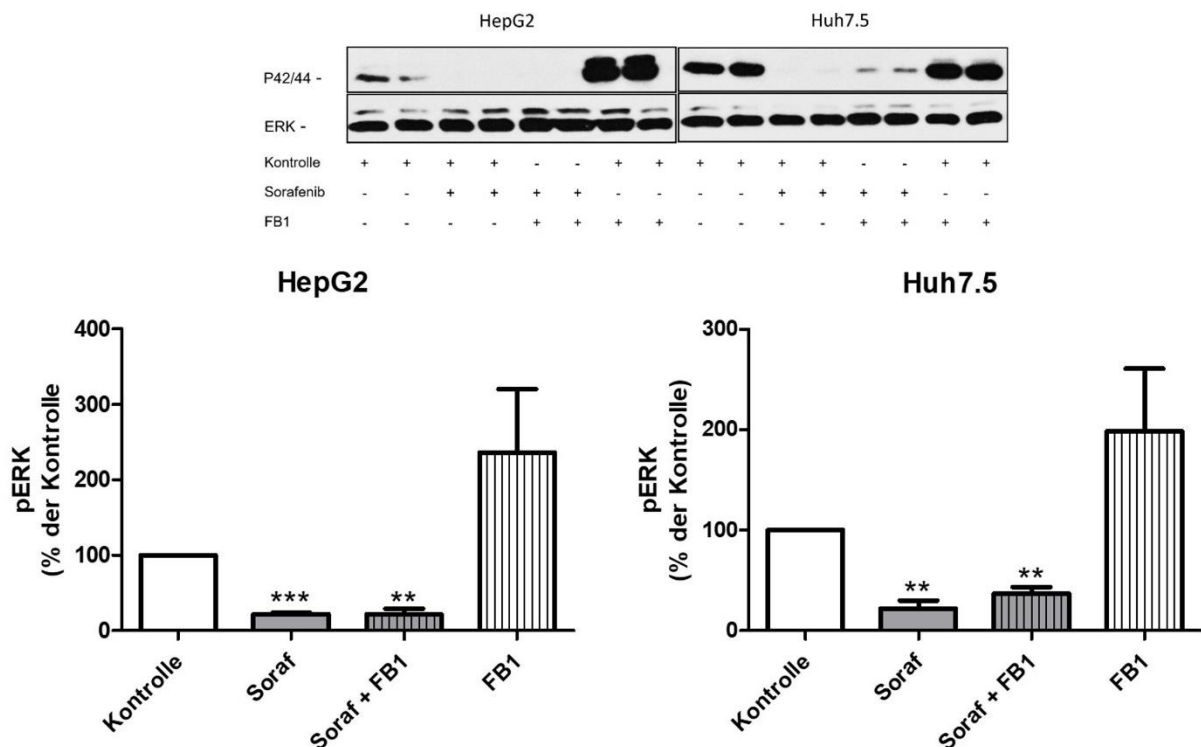 HepG2 Huh7.5
P42/44 -
ERK -
Kontrolle + + + + - - + + + + + + - - + +
Sorafenib - - + + + + - - - - + + + + - -
FB1 - - - - + + + + - - - - + + + +
HepG2
400
300
200
100
0
pERK
(% der Kontrolle
***
**
Kontrolle
Soraf
Soraf + FB1
FB1
Huh7.5
300
200
100
0
pERK
(% der Kontrolle)
**
**
Kontrolle
Soraf
Soraf + FB1
FB1